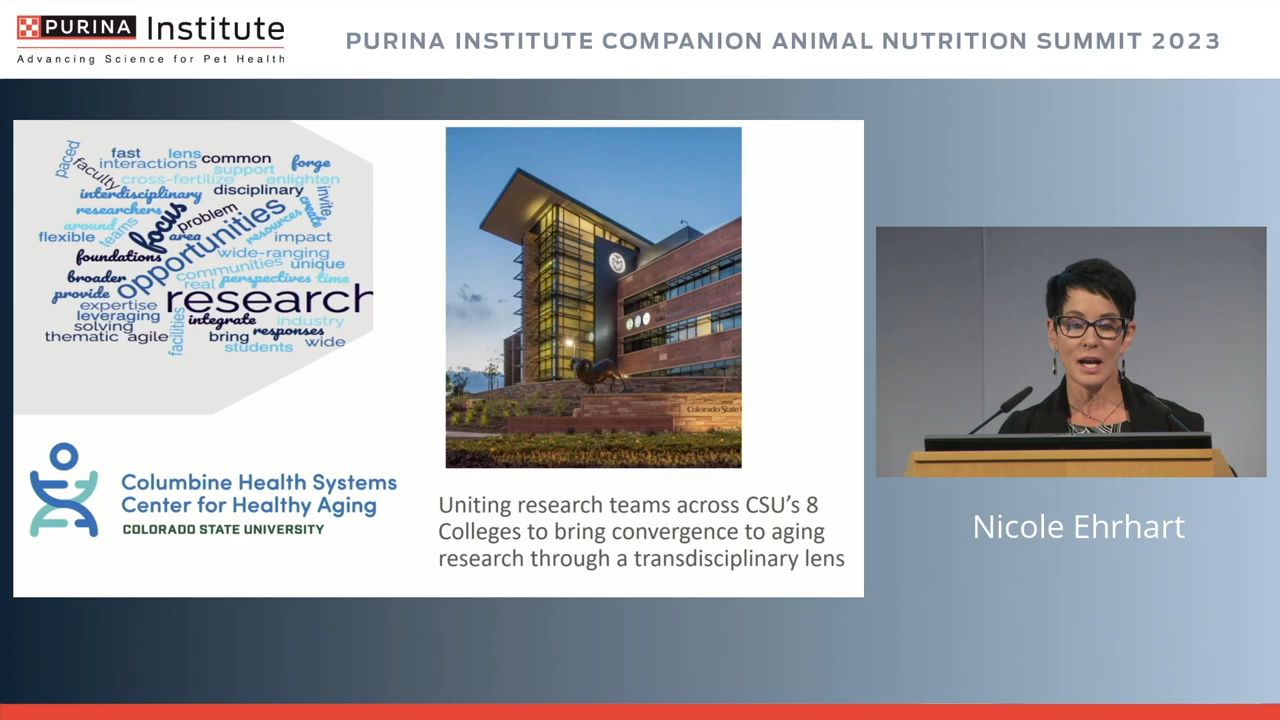 PURINA Institute
Advancing Science for Pet Health
PURINA INSTITUTE COMPANION ANIMAL NUTRITION SUMMIT 2023
paced
fast
lens
common
forge
interactions
faculty
support
cross-fertilize
enlighten
interdisciplinary
disciplinary
invite
researchers
focus
problem
create
around
teams
opportunities
resources
flexible
area
impact
foundations
wide-ranging
communities
unique
broader
real
perspectives
time
provide
research
expertise
leveraging
integrate
industry
solving
facilities
responses
thematic
agile
bring
wide
students
Columbine Health Systems
Center for Healthy Aging
COLORADO STATE UNIVERSITY
Colorado State
Uniting research teams across CSU’s 8
Colleges to bring convergence to aging
research through a transdisciplinary lens
Nicole Ehrhart